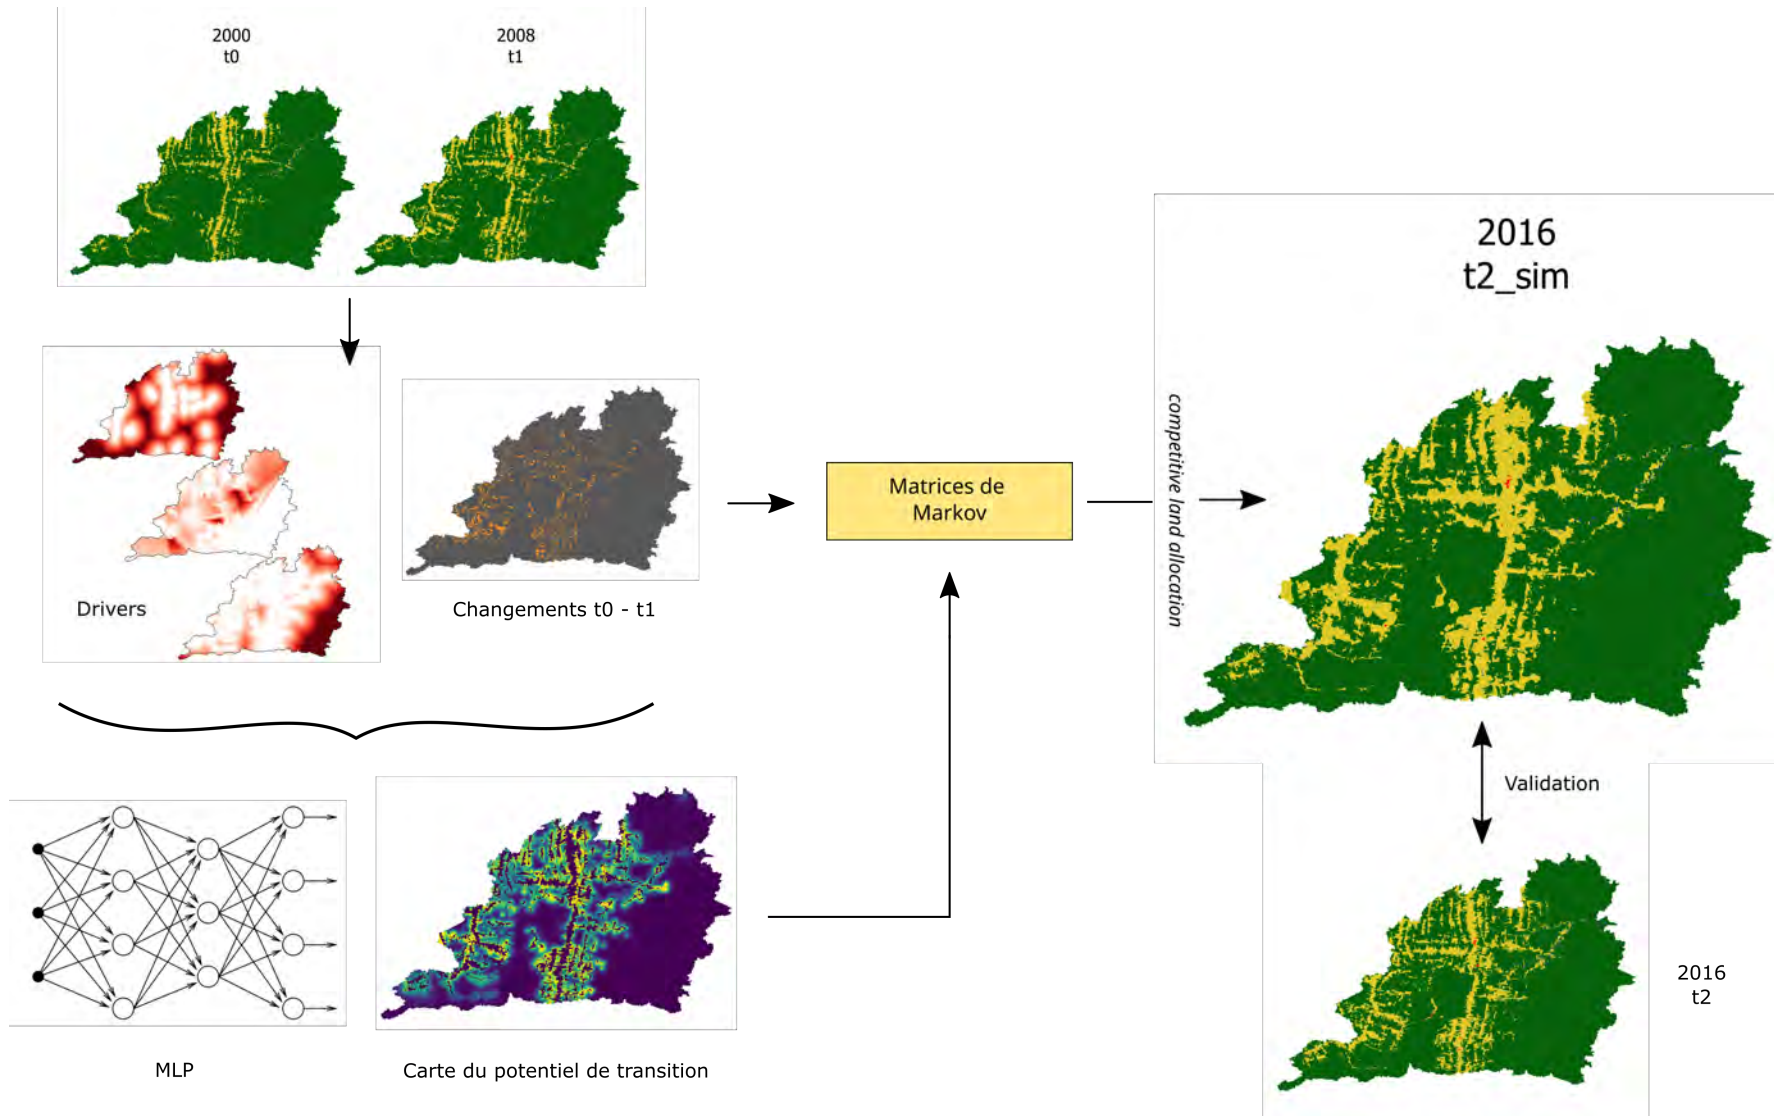 2000
t0
2008
t1
Drivers
Changements t0 - t1
Matrices de
Markov
competitive land allocation
2016
t2_sim
Validation
2016
t2
MLP
Carte du potentiel de transition